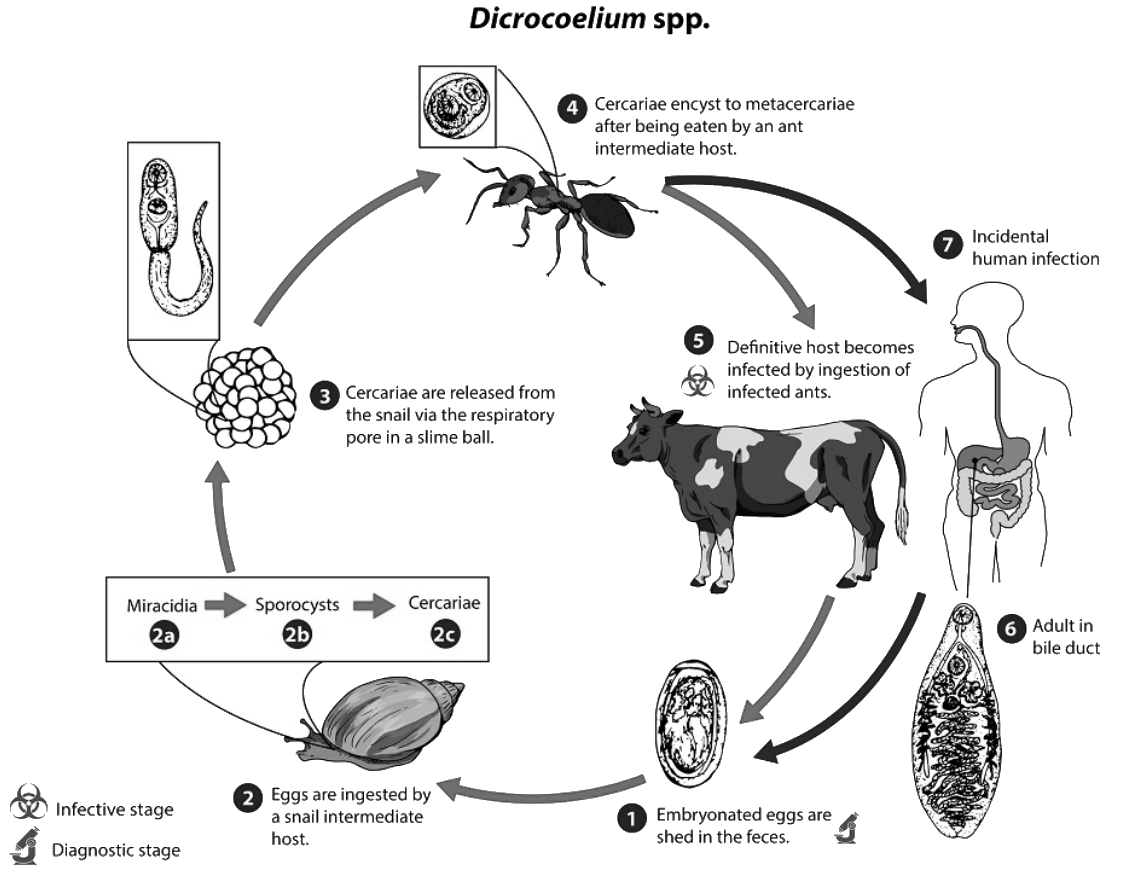 Dicrocoelium spp.
4 Cercariae encyst to metacercariae
after being eaten by an ant
intermediate host.
7 Incidental
human infection
5 Definitive host becomes
infected by ingestion of
infected ants.
3 Cercariae are released from
the snail via the respiratory
pore in a slime ball.
Miracidia Sporocysts Cercariae
2a 2b 2c
6 Adult in
bile duct
2 Eggs are ingested by
a snail intermediate
host.
1 Embryonated eggs are
shed in the feces.
Infective stage
Diagnostic stage